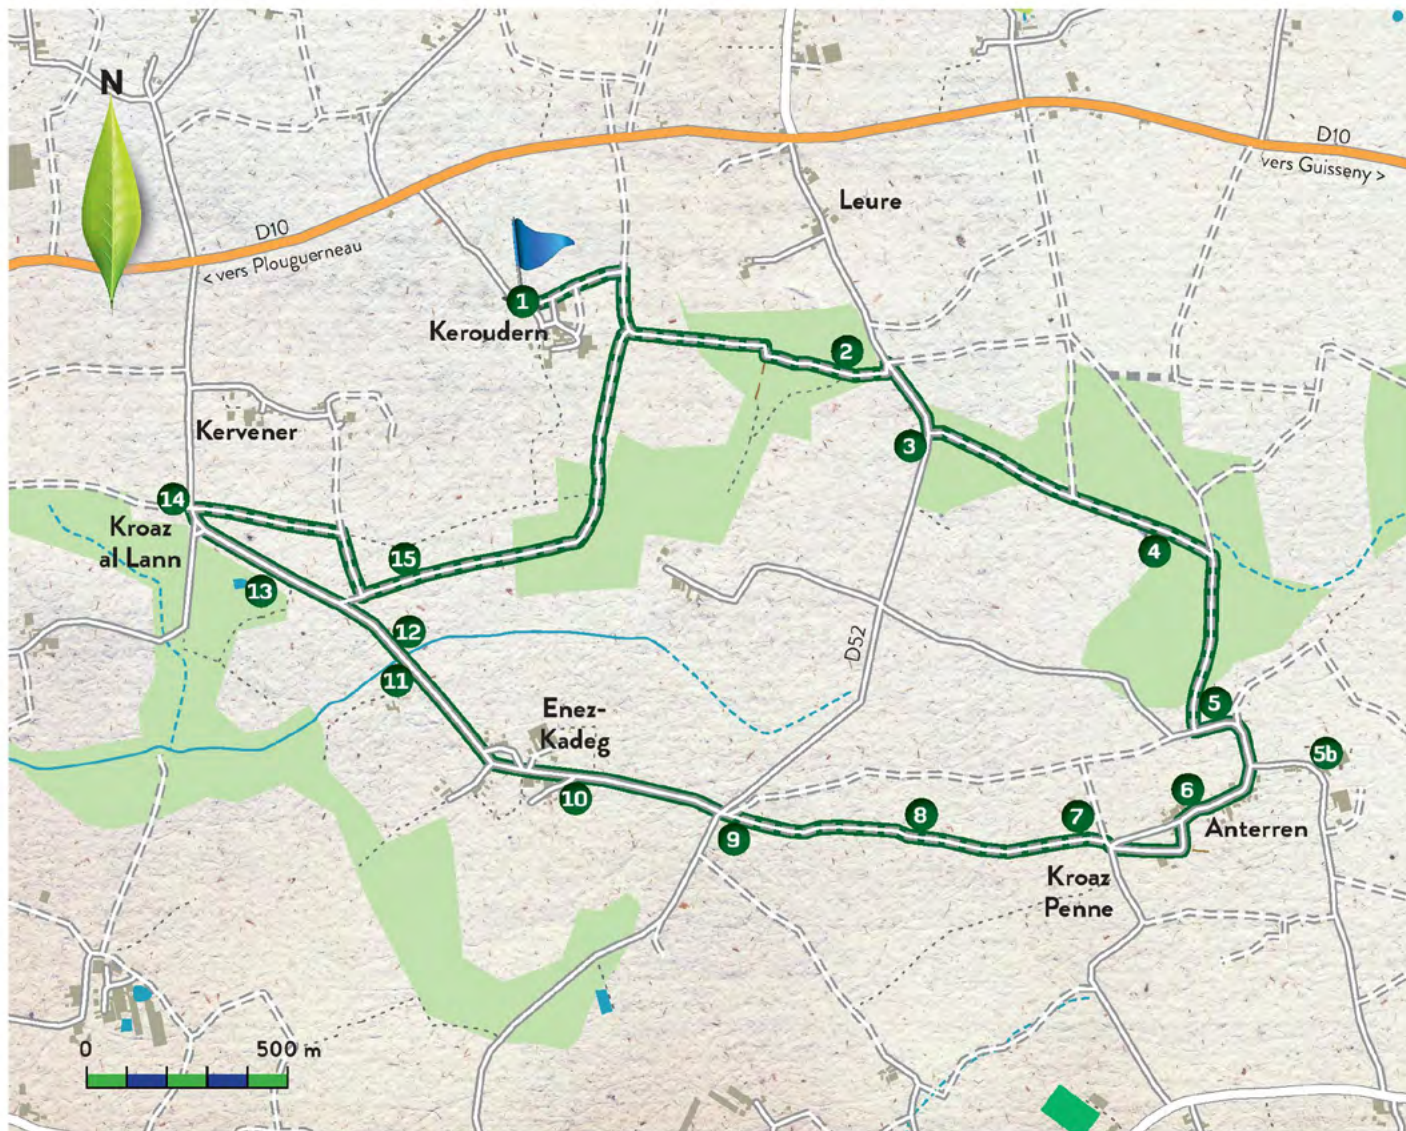 N
D10
vers Guisseny >
Leure
D10
< vers Plouguerneau
1
Keroudern
2
Kervener
3
14
Kroaz
al Lann
15
4
13
12
D52
11
Enez-
Kadeg
5
5b
10
6
8
7
Anterren
9
Kroaz
Penne
0
500 m